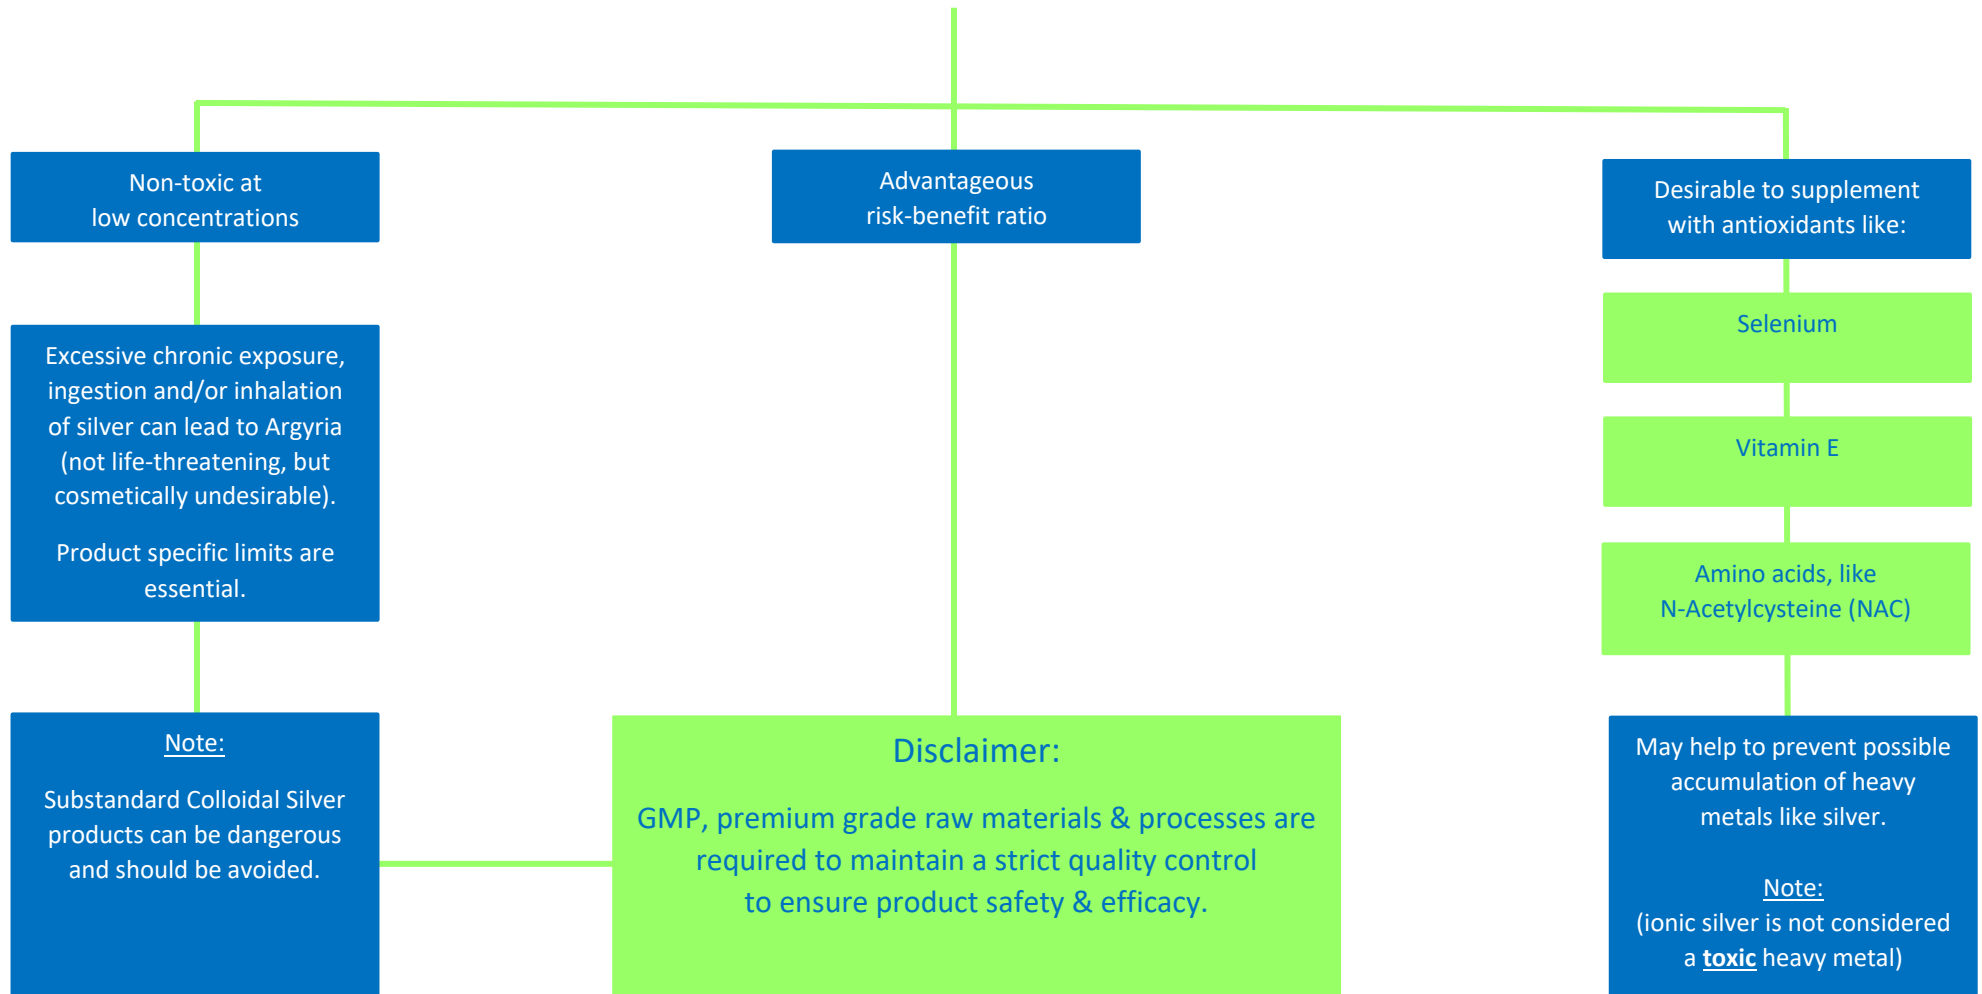 Non-toxic at
low concentrations
Advantageous
risk-benefit ratio
Desirable to supplement
with antioxidants like:
Selenium
Vitamin E
Amino acids, like
N-Acetylcysteine (NAC)
Excessive chronic exposure,
ingestion and/or inhalation
of silver can lead to Argyria
(not life-threatening, but
cosmetically undesirable).
Product specific limits are
essential.
Note:
Substandard Colloidal Silver
products can be dangerous
and should be avoided.
Disclaimer:
GMP, premium grade raw materials & processes are
required to maintain a strict quality control
to ensure product safety & efficacy.
May help to prevent possible
accumulation of heavy
metals like silver.
Note:
(ionic silver is not considered
a toxic heavy metal)